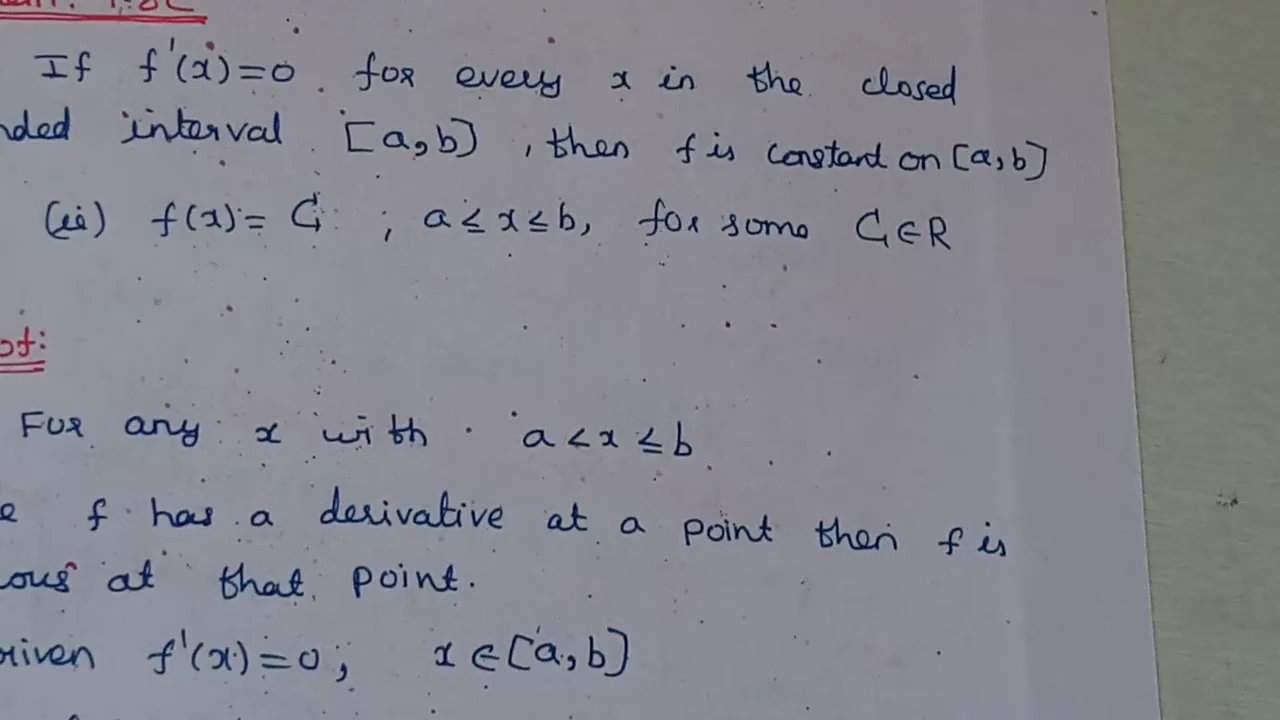 If f'(x)=0 for every x in the closed
nded interval [a,b] , then f is constant on [a,b]
(ii) f(x)= C ; a≤x≤b, for some C∈R
of:
For any x with a<x≤b
e f has a derivative at a point then f is
ous at that point.
riven f'(x)=0; x∈[a,b]